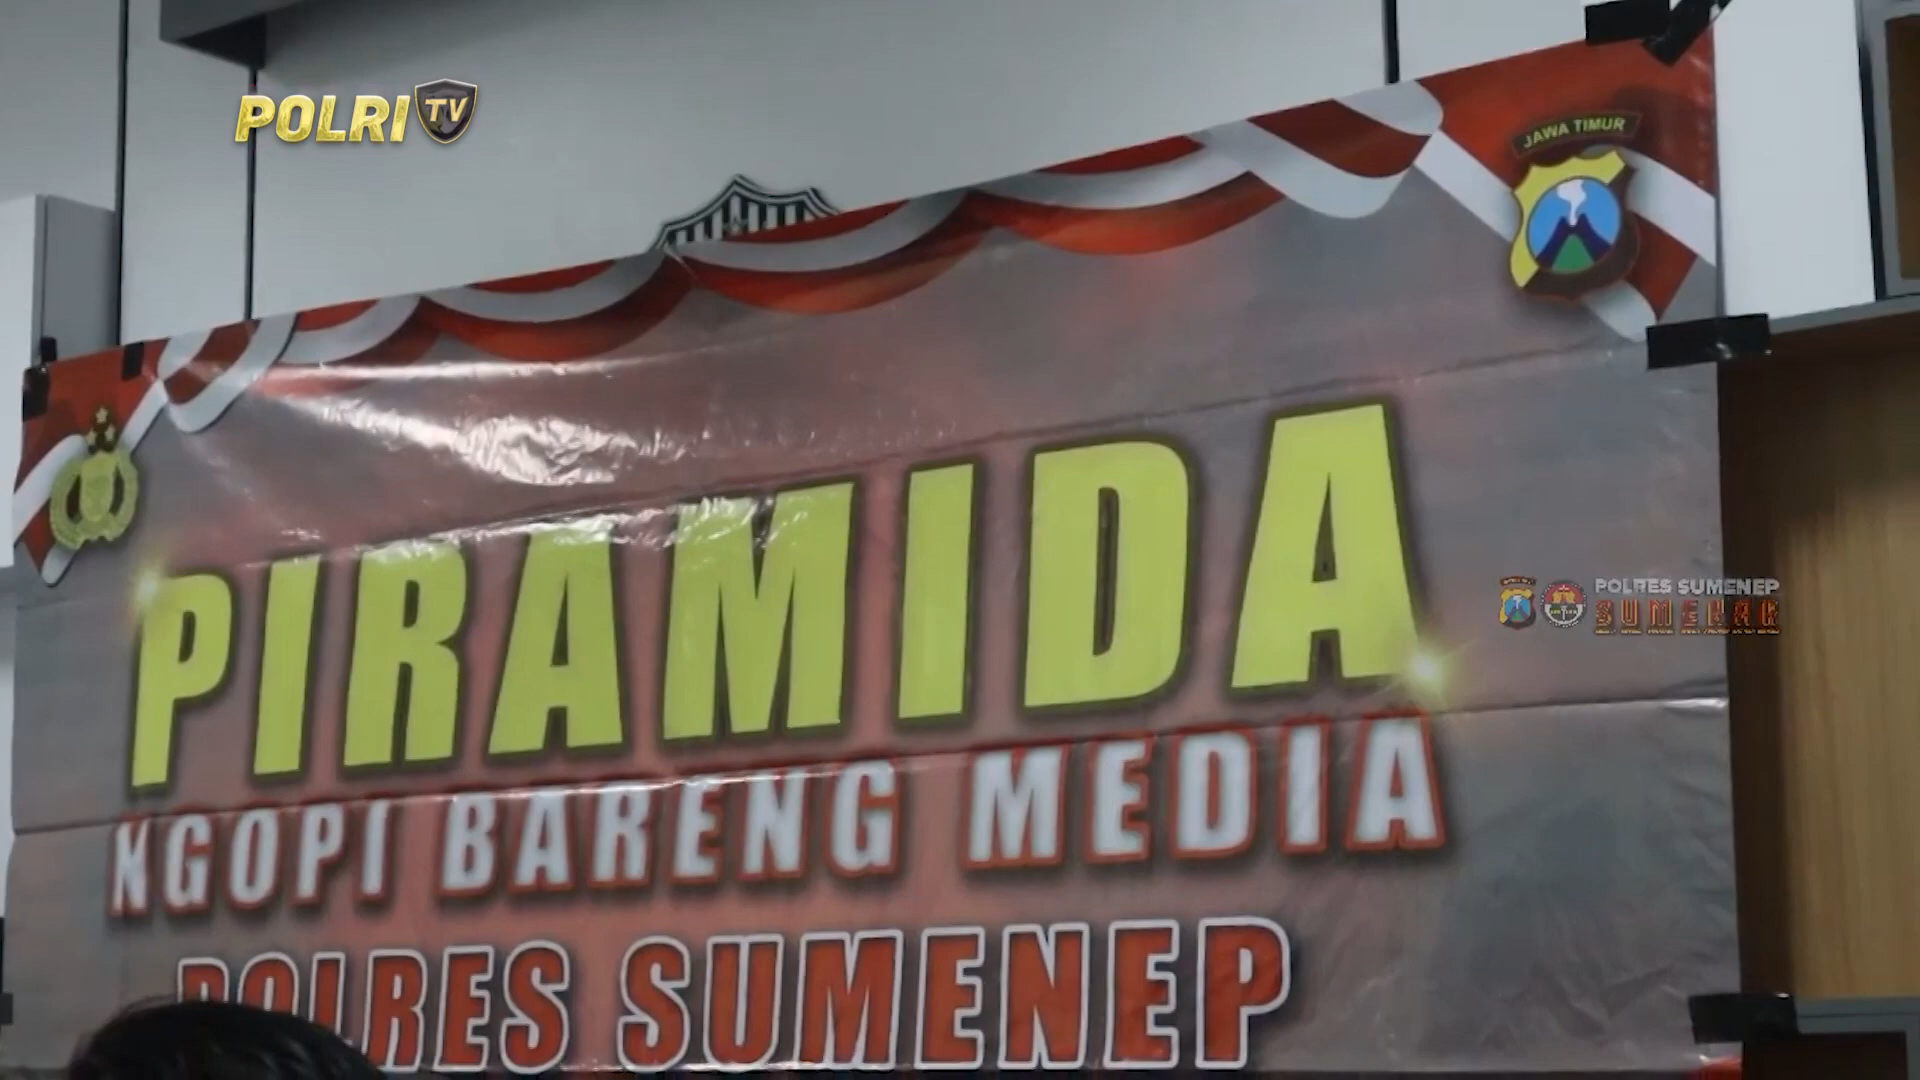 POLRI TV
JAWA TIMUR
PIRAMIDA
NGOPI BARENG MEDIA
POLRES SUMENEP
POLRES SUMENEP